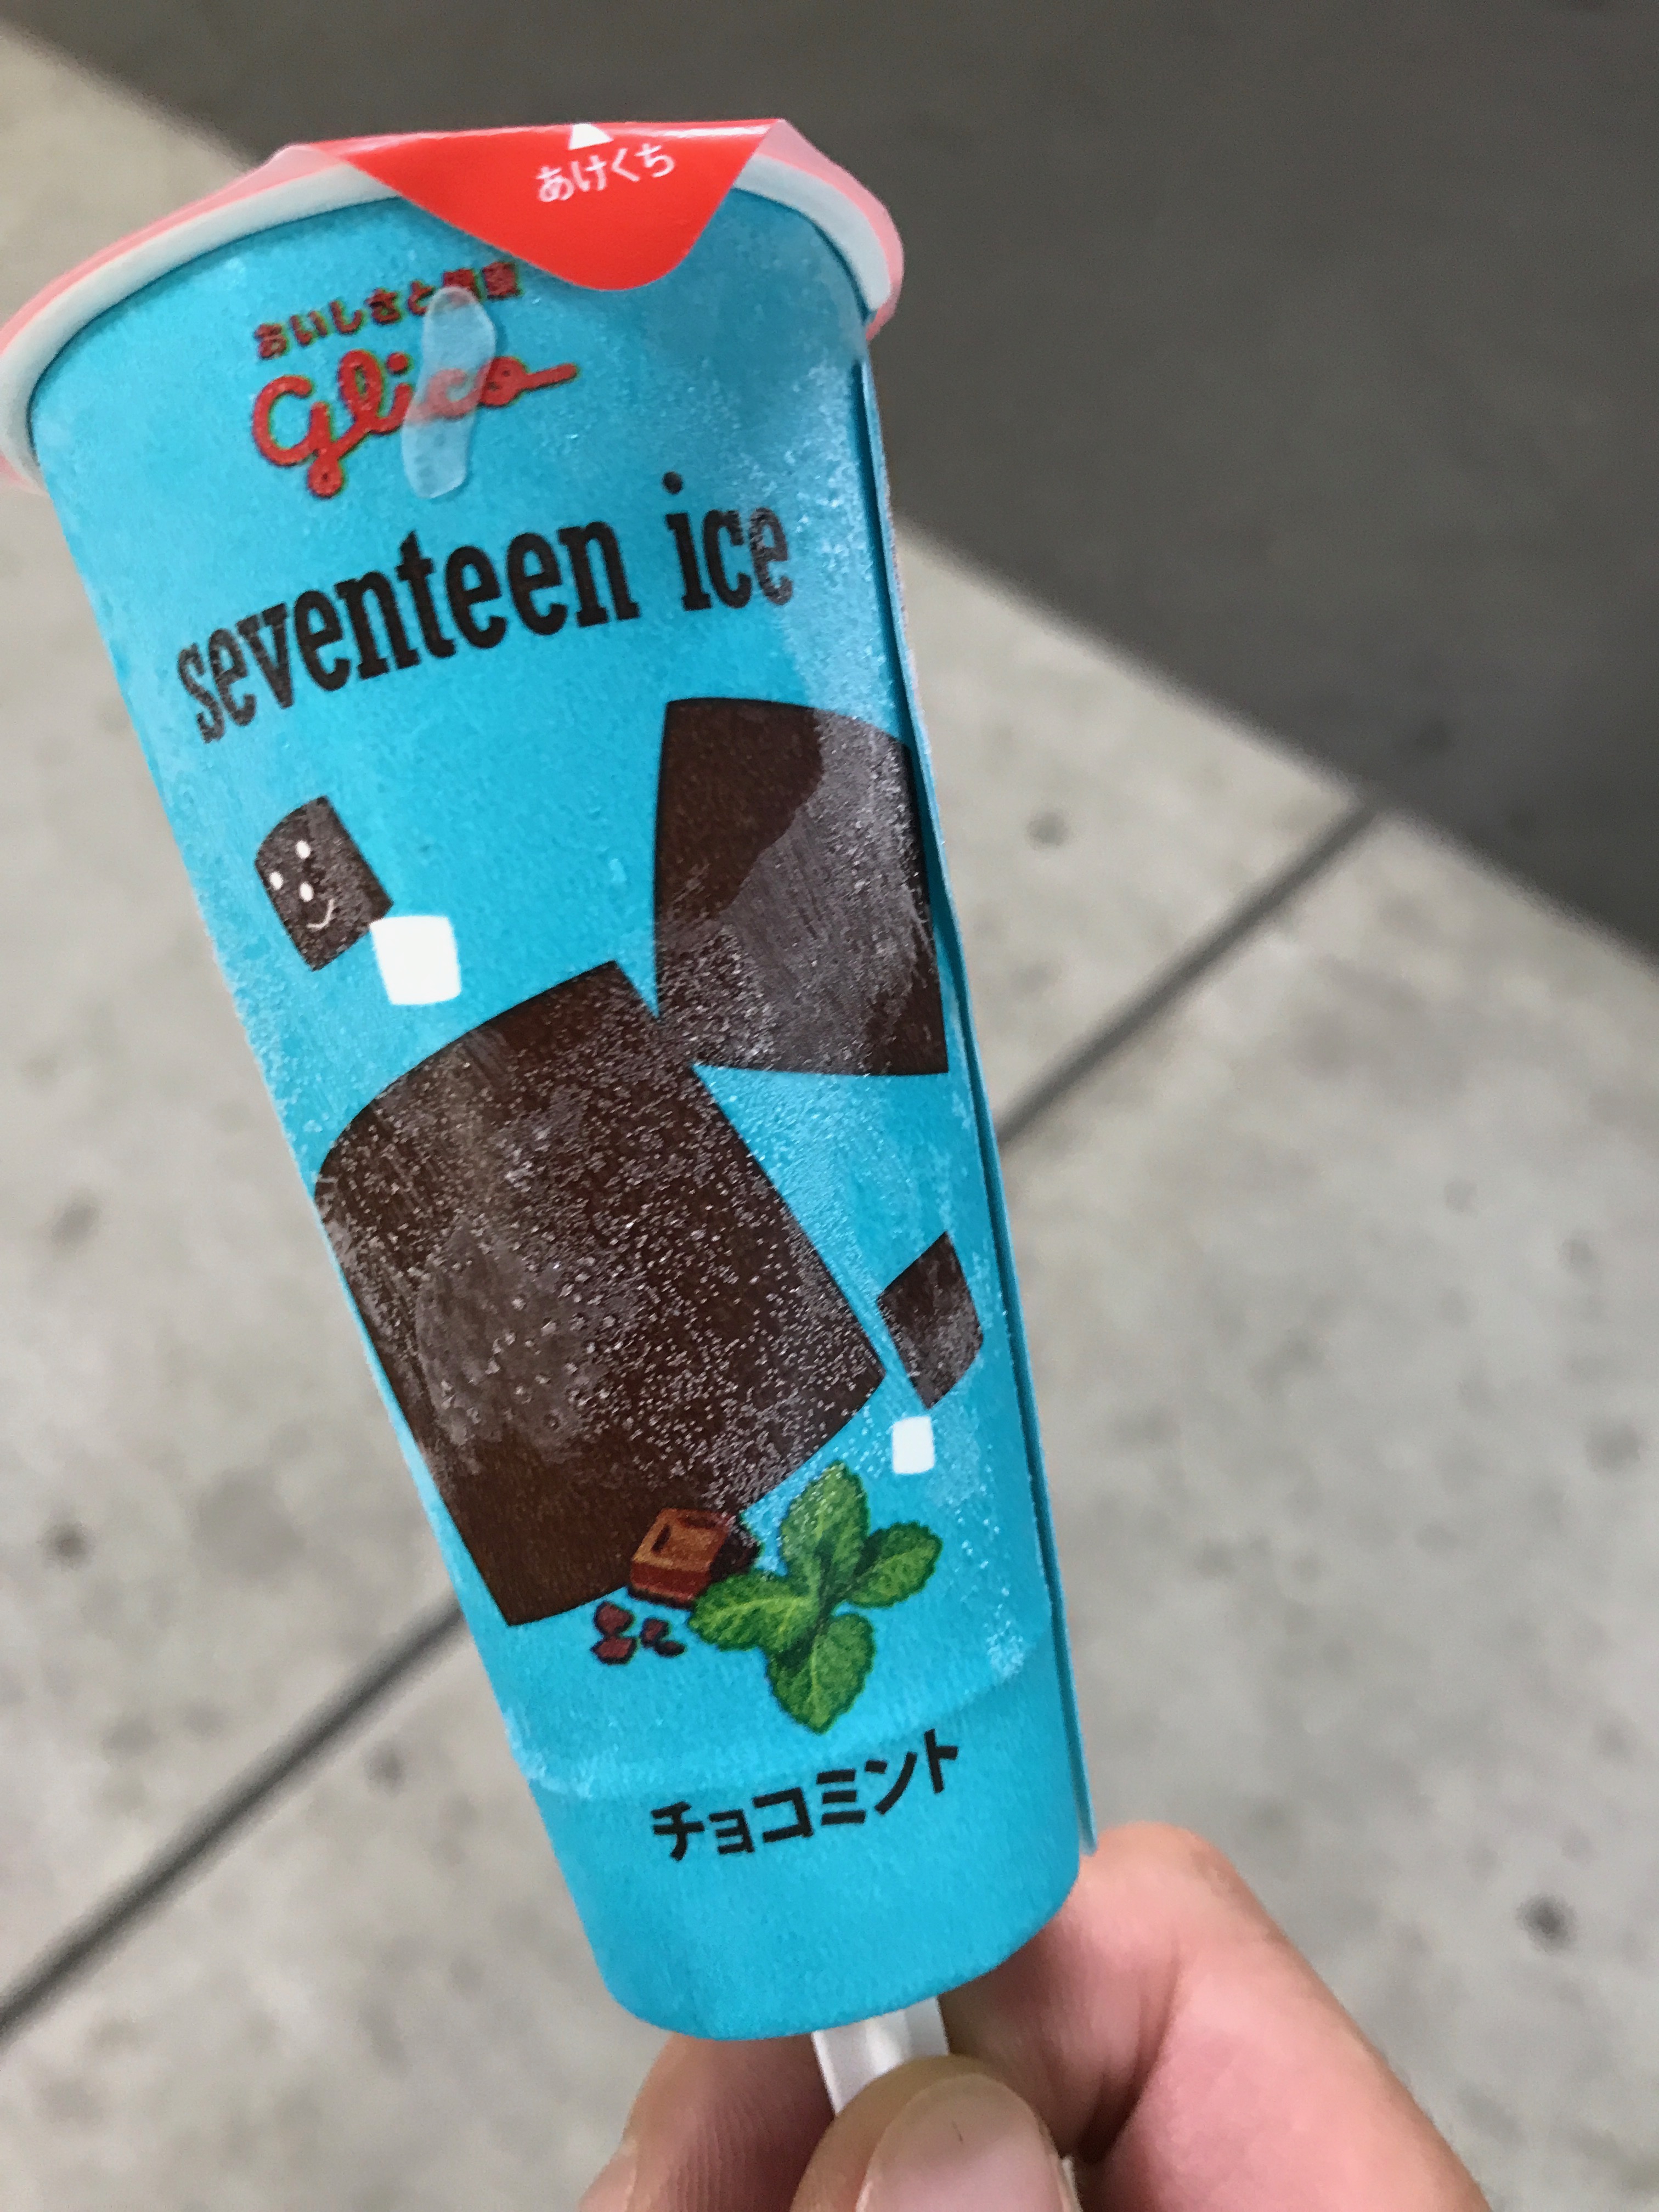 あけくち
おいしさと健康
glico
seventeen ice
チョコミント